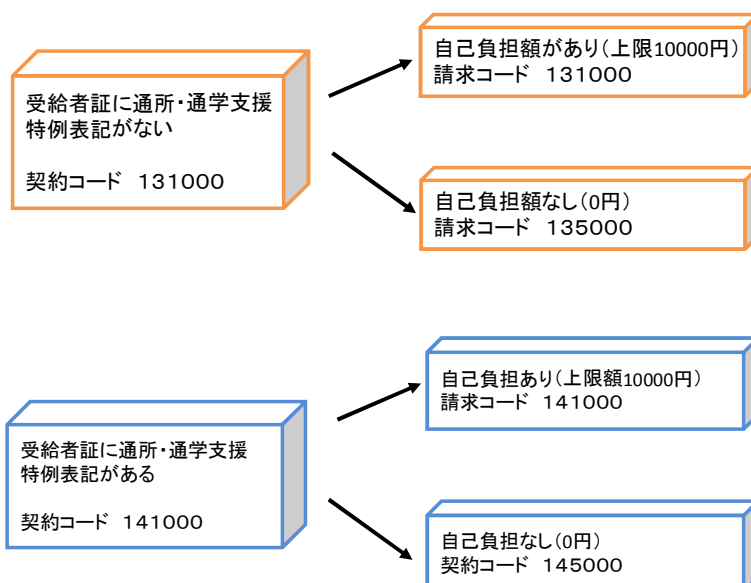 受給者証に通所・通学支援
特例表記がない
契約コード 131000
自己負担額があり(上限10000円)
請求コード 131000
自己負担額なし(0円)
請求コード 135000
受給者証に通所・通学支援
特例表記がある
契約コード 141000
自己負担あり(上限額10000円)
請求コード 141000
自己負担なし(0円)
契約コード 145000